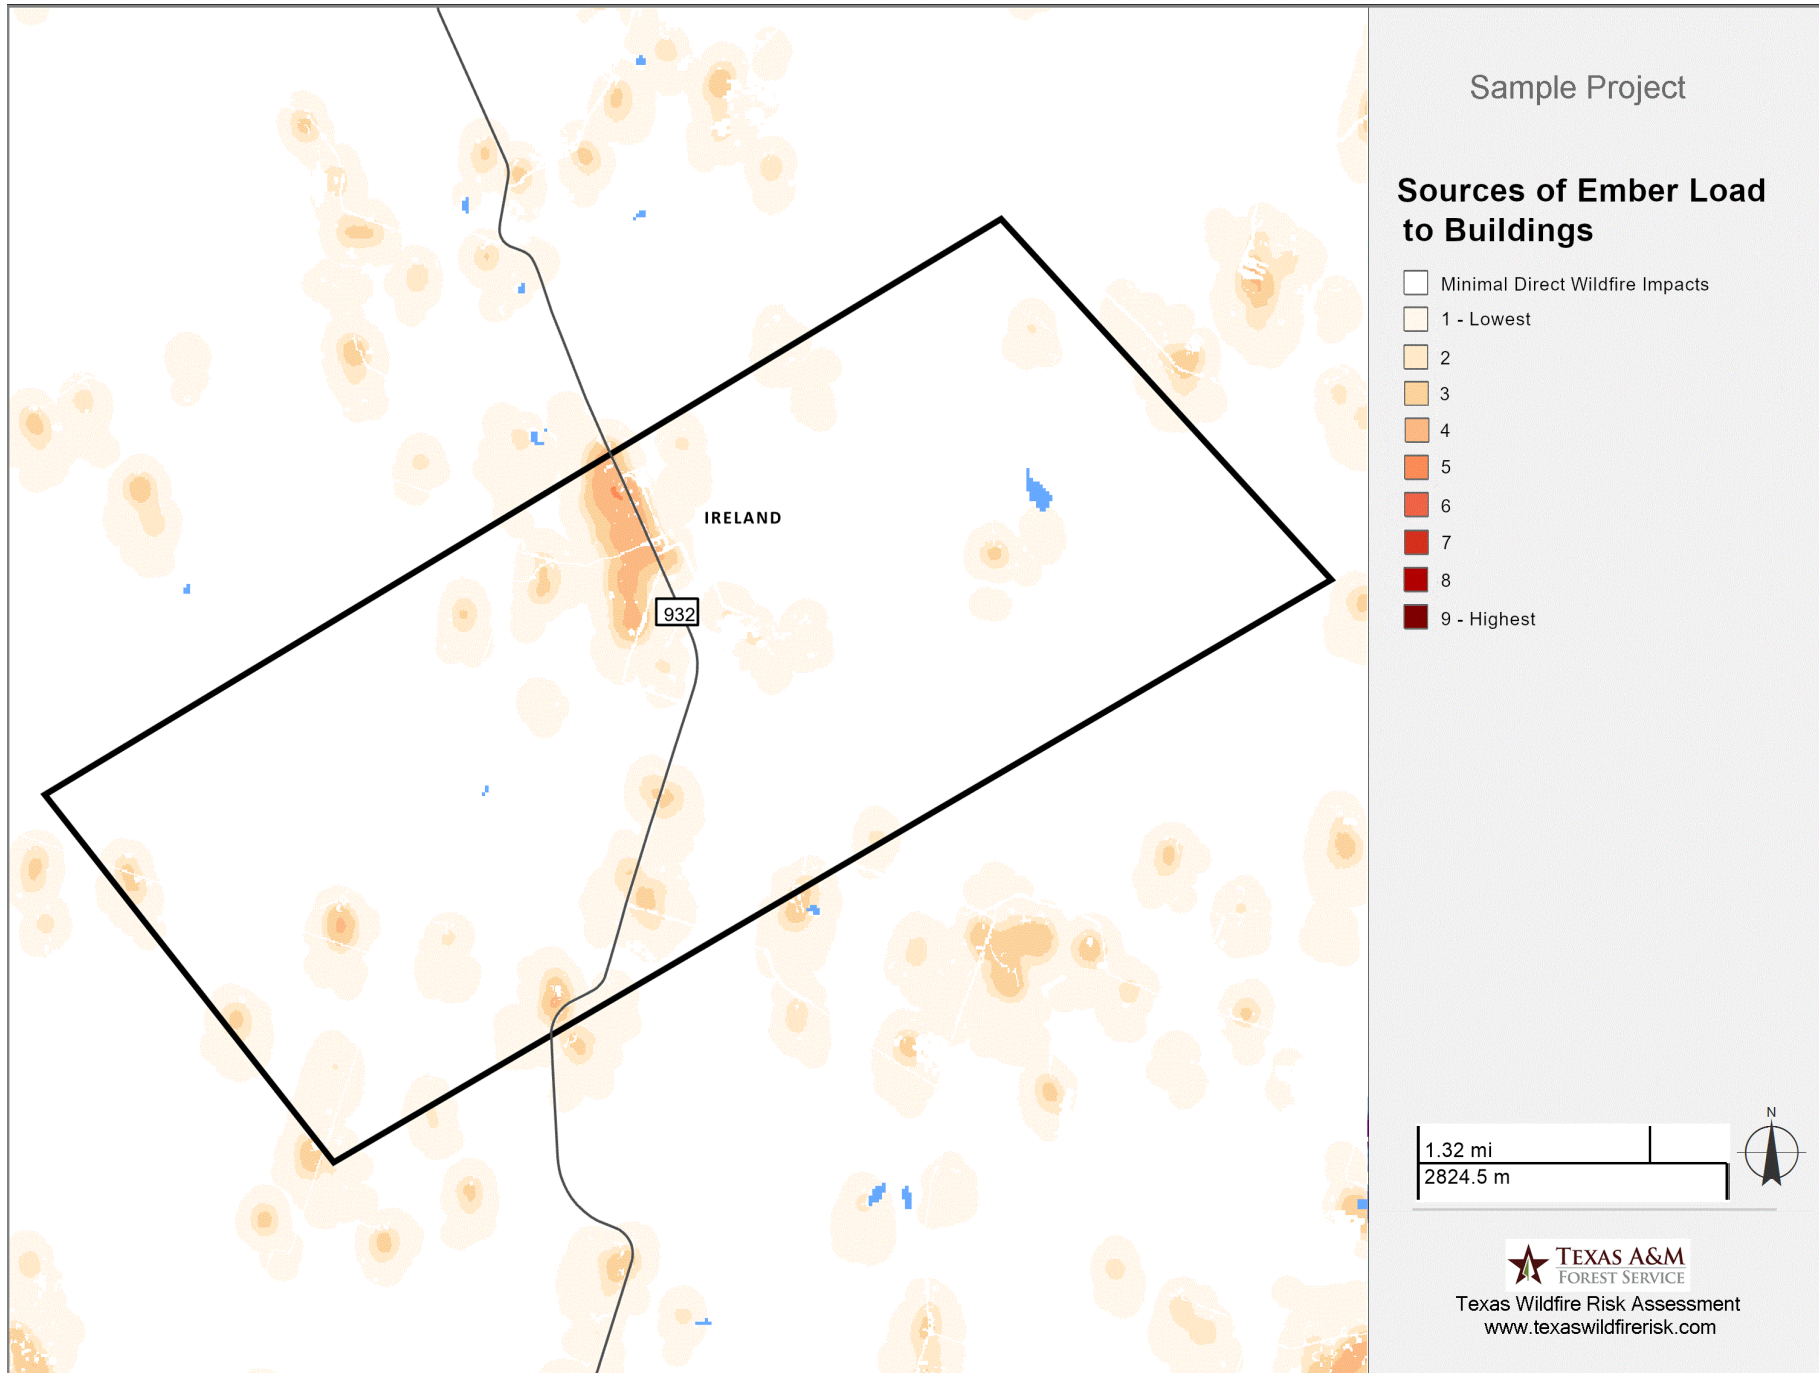 Sample Project
Sources of Ember Load
to Buildings
Minimal Direct Wildfire Impacts
1 - Lowest
2
3
4
5
6
7
8
9 - Highest
IRELAND
932
N
1.32 mi
2824.5 m
TEXAS A&M
FOREST SERVICE
Texas Wildfire Risk Assessment
www.texaswildfirerisk.com